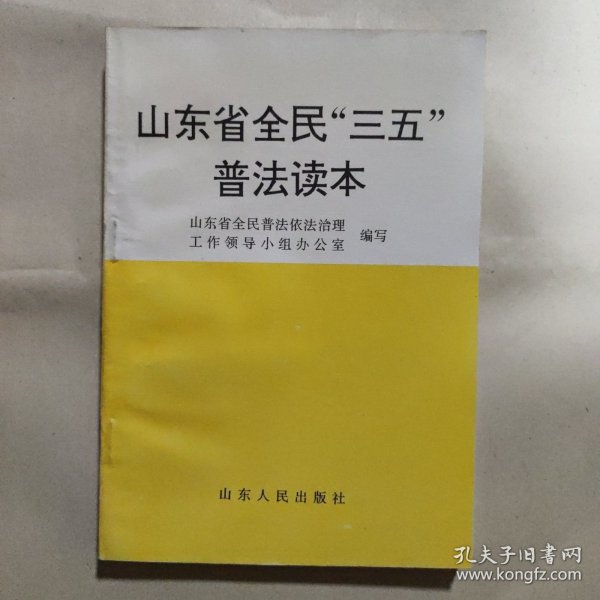 山东省全民“三五”
普法读本
山东省全民普法依法治理
工作领导小组办公室
编写
山东人民出版社
孔夫子旧书网
www.kongfz.com